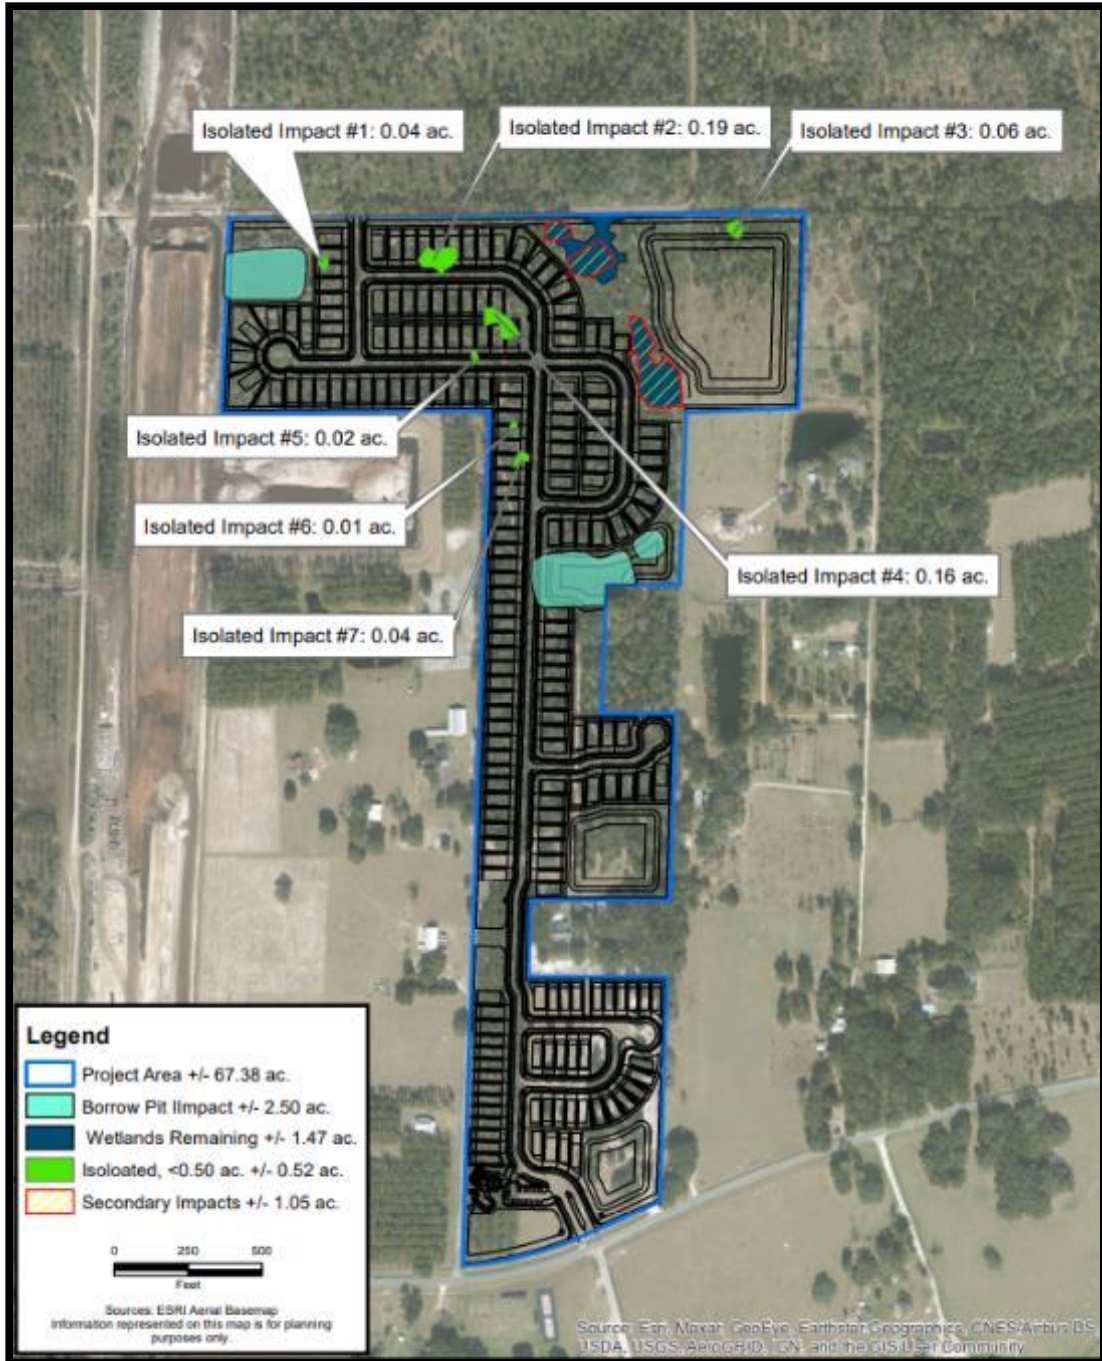 Isolated Impact #1: 0.04 ac.
Isolated Impact #2: 0.19 ac.
Isolated Impact #3: 0.06 ac.
Isolated Impact #5: 0.02 ac.
Isolated Impact #6: 0.01 ac.
Isolated Impact #4: 0.16 ac.
Isolated Impact #7: 0.04 ac.
Legend
Project Area +/- 67.38 ac.
Borrow Pit IImpact +/- 2.50 ac.
Wetlands Remaining +/- 1.47 ac.
Isoloated, <0.50 ac. +/- 0.52 ac.
Secondary Impacts +/- 1.05 ac.
0 250 500
Feet
Sources: ESRI Aerial Basemap
Information represented on this map is for planning
purposes only.
Source: Esri, Maxar, GeoEye, Earthstar Geographics, CNES/Airbus DS,
USDA, USGS, AeroGRID, IGN, and the GIS User Community